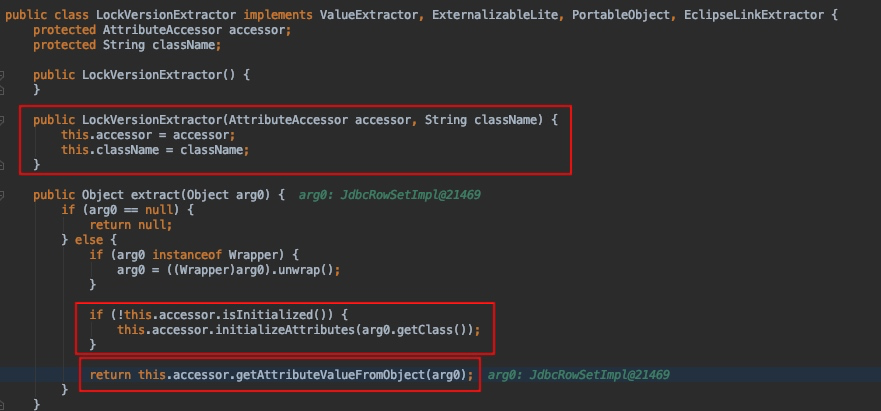 public class LockVersionExtractor implements ValueExtractor, ExternalizableLite, PortableObject, EclipseLinkExtractor {
protected AttributeAccessor accessor;
protected String className;
public LockVersionExtractor() {
}
public LockVersionExtractor(AttributeAccessor accessor, String className) {
this.accessor = accessor;
this.className = className;
}
public Object extract(Object arg0) { arg0: JdbcRowSetImpl@21469
if (arg0 == null) {
return null;
} else {
if (arg0 instanceof Wrapper) {
arg0 = ((Wrapper)arg0).unwrap();
}
if (!this.accessor.isInitialized()) {
this.accessor.initializeAttributes(arg0.getClass());
}
return this.accessor.getAttributeValueFromObject(arg0); arg0: JdbcRowSetImpl@21469
}
}